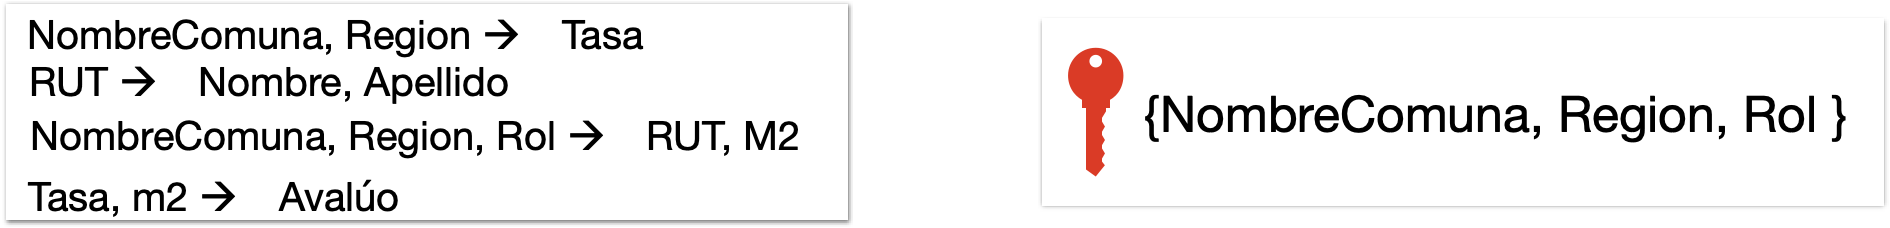 NombreComuna, Region → Tasa
RUT → Nombre, Apellido
NombreComuna, Region, Rol → RUT, M2
Tasa, m2 → Avalúo
{NombreComuna, Region, Rol }